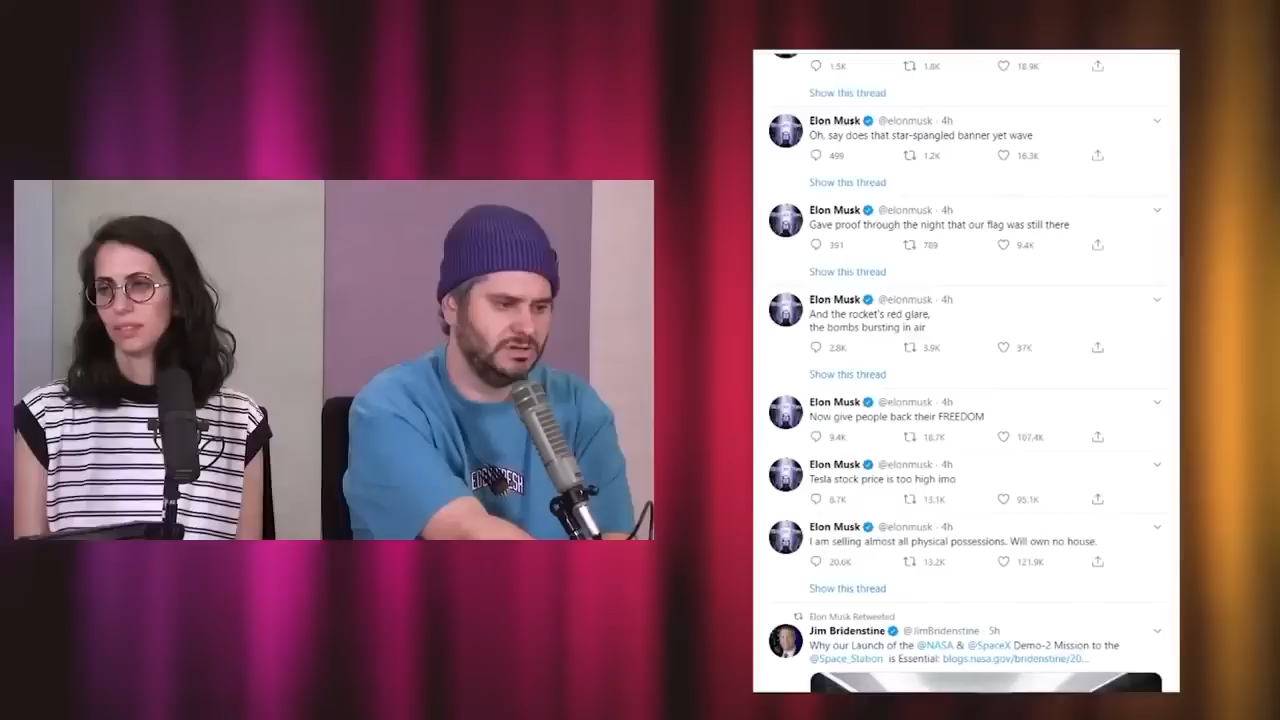 1.5K 1.8K 18.9K
Show this thread
Elon Musk @elonmusk · 4h
Oh, say does that star-spangled banner yet wave
499 1.2K 16.3K
Show this thread
Elon Musk @elonmusk · 4h
Gave proof through the night that our flag was still there
391 789 9.4K
Show this thread
Elon Musk @elonmusk · 4h
And the rocket's red glare,
the bombs bursting in air
2.8K 3.9K 37K
Show this thread
Elon Musk @elonmusk · 4h
Now give people back their FREEDOM
9.4K 18.7K 107.4K
Elon Musk @elonmusk · 4h
Tesla stock price is too high imo
8.7K 13.1K 95.1K
Elon Musk @elonmusk · 4h
I am selling almost all physical possessions. Will own no house.
20.6K 13.2K 121.9K
Show this thread
Elon Musk Retweeted
Jim Bridenstine @JimBridenstine · 5h
Why our Launch of the @NASA & @SpaceX Demo-2 Mission to the
@Space_Station is Essential: blogs.nasa.gov/bridenstine/20...